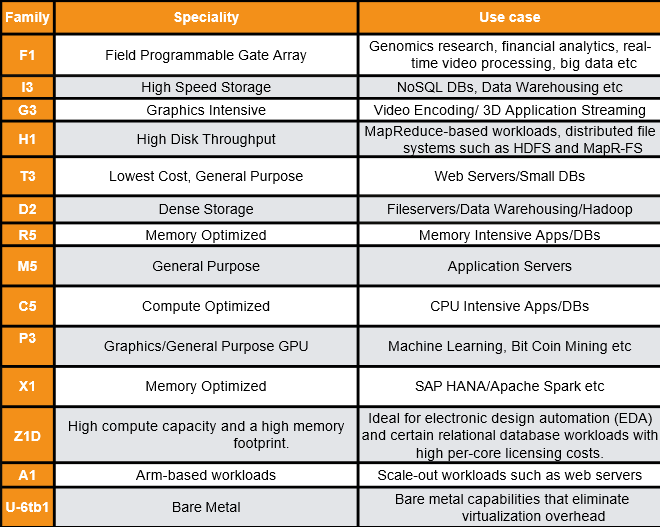 Family Speciality Use case
F1 Field Programmable Gate Array Genomics research, financial analytics, real-
time video processing, big data etc
I3 High Speed Storage NoSQL DBs, Data Warehousing etc
G3 Graphics Intensive Video Encoding/ 3D Application Streaming
H1 High Disk Throughput MapReduce-based workloads, distributed file
systems such as HDFS and MapR-FS
T3 Lowest Cost, General Purpose Web Servers/Small DBs
D2 Dense Storage Fileservers/Data Warehousing/Hadoop
R5 Memory Optimized Memory Intensive Apps/DBs
M5 General Purpose Application Servers
C5 Compute Optimized CPU Intensive Apps/DBs
P3 Graphics/General Purpose GPU Machine Learning, Bit Coin Mining etc
X1 Memory Optimized SAP HANA/Apache Spark etc
Z1D High compute capacity and a high memory
footprint. Ideal for electronic design automation (EDA)
and certain relational database workloads with
high per-core licensing costs.
A1 Arm-based workloads Scale-out workloads such as web servers
U-6tb1 Bare Metal Bare metal capabilities that eliminate
virtualization overhead